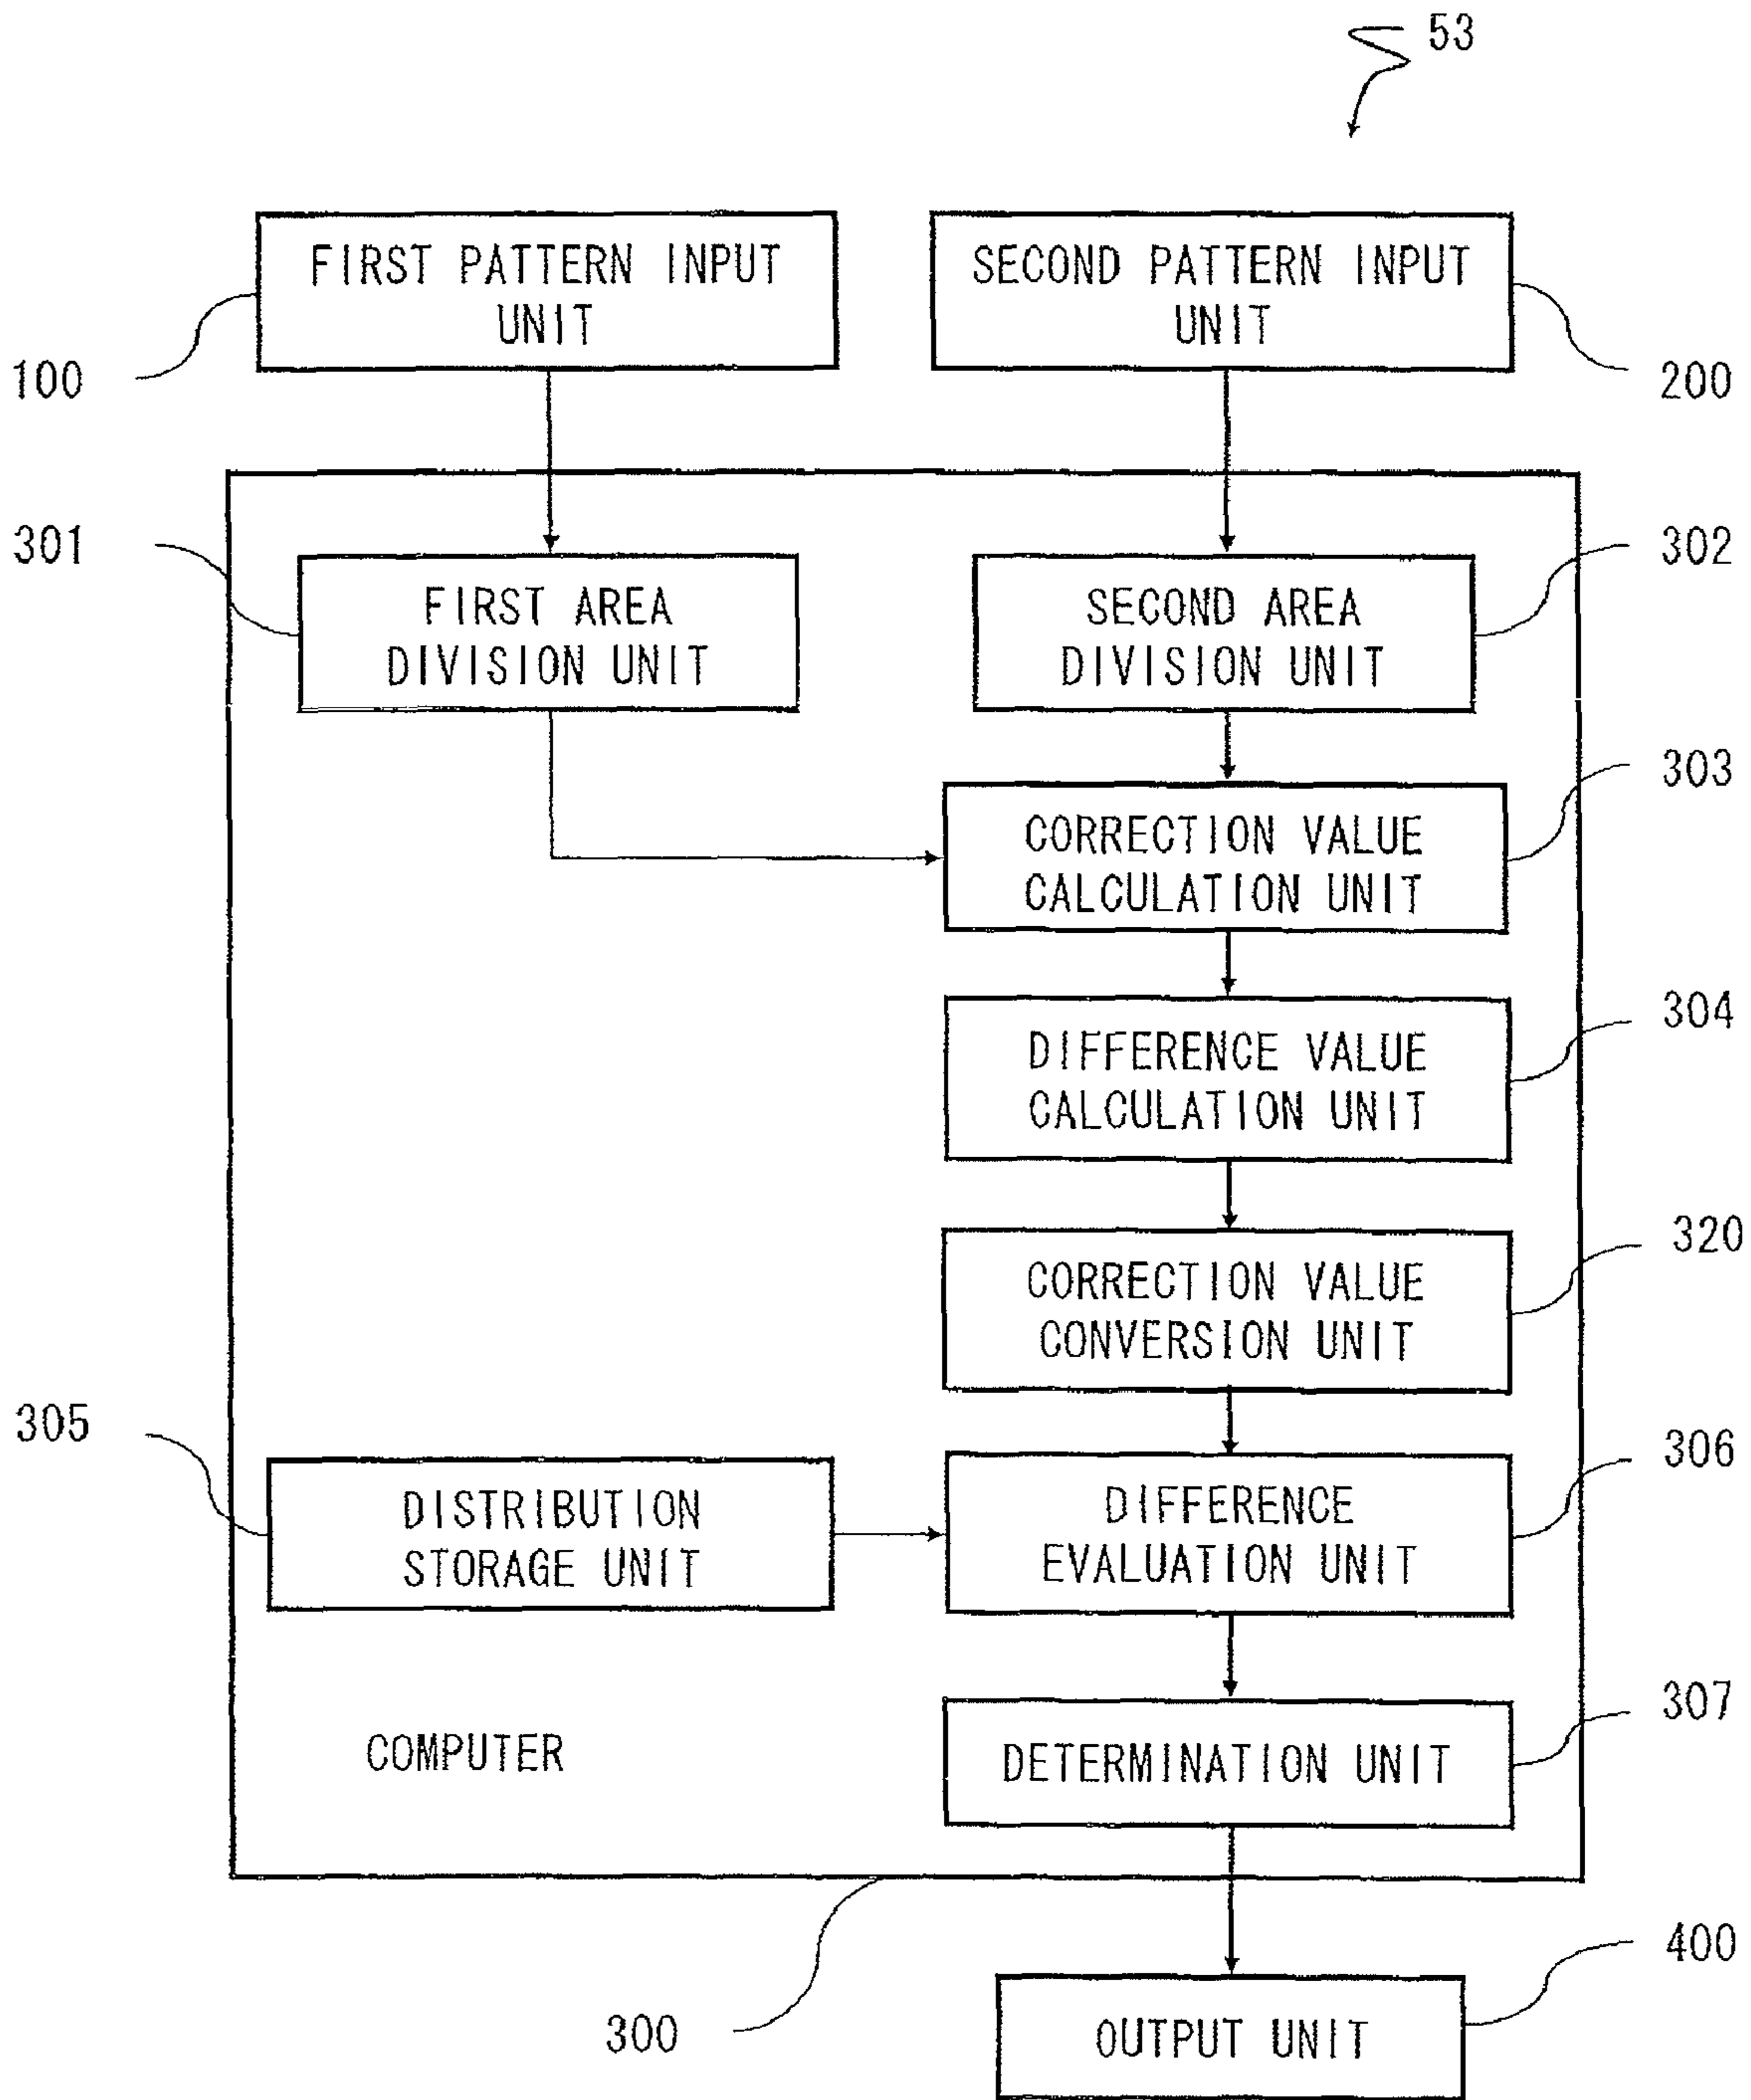 53
FIRST PATTERN INPUT
UNIT
SECOND PATTERN INPUT
UNIT
100
200
301
302
FIRST AREA
DIVISION UNIT
SECOND AREA
DIVISION UNIT
303
CORRECTION VALUE
CALCULATION UNIT
304
DIFFERENCE VALUE
CALCULATION UNIT
320
CORRECTION VALUE
CONVERSION UNIT
305
306
DISTRIBUTION
STORAGE UNIT
DIFFERENCE
EVALUATION UNIT
307
COMPUTER
DETERMINATION UNIT
400
300
OUTPUT UNIT